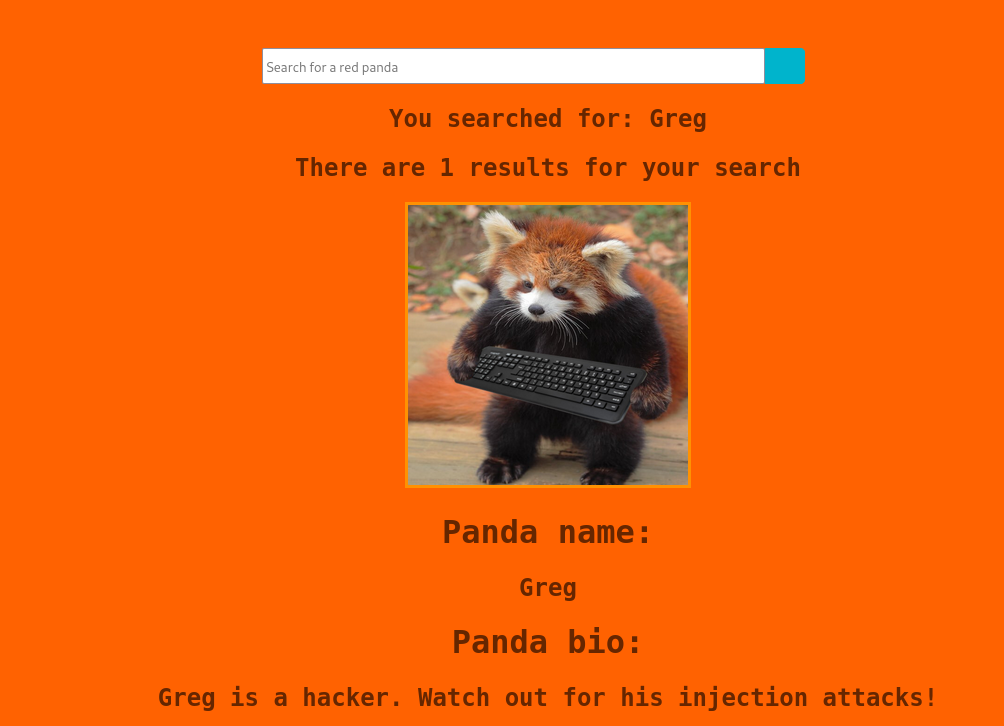 Search for a red panda
You searched for: Greg
There are 1 results for your search
Panda name:
Greg
Panda bio:
Greg is a hacker. Watch out for his injection attacks!